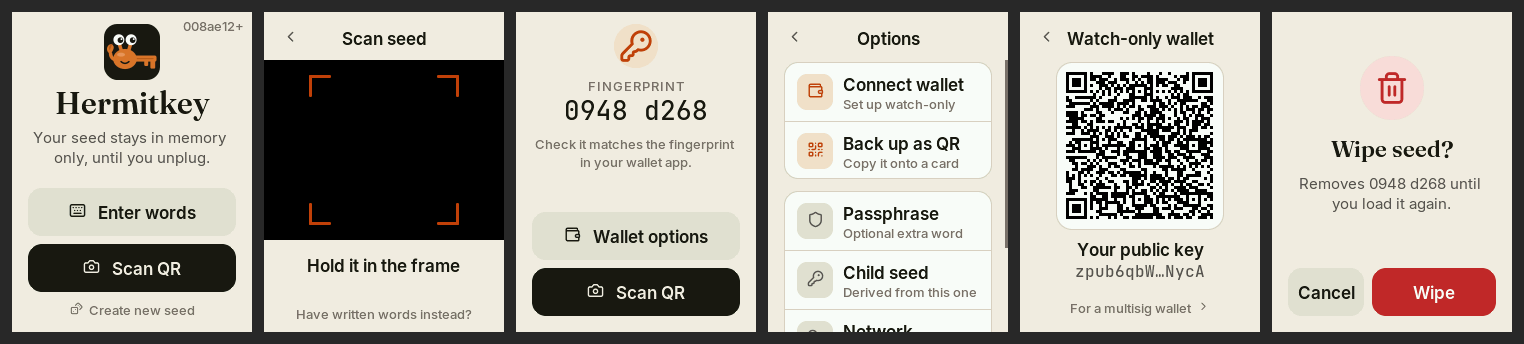 008ae12+
Hermitkey
Your seed stays in memory
only, until you unplug.
Enter words
Scan QR
Create new seed
Scan seed
Hold it in the frame
Have written words instead?
FINGERPRINT
0948 d268
Check it matches the fingerprint
in your wallet app.
Wallet options
Scan QR
Options
Connect wallet
Set up watch-only
Back up as QR
Copy it onto a card
Passphrase
Optional extra word
Child seed
Derived from this one
Network
Watch-only wallet
Your public key
zpub6qbW…NycA
For a multisig wallet
Wipe seed?
Removes 0948 d268 until
you load it again.
Cancel
Wipe